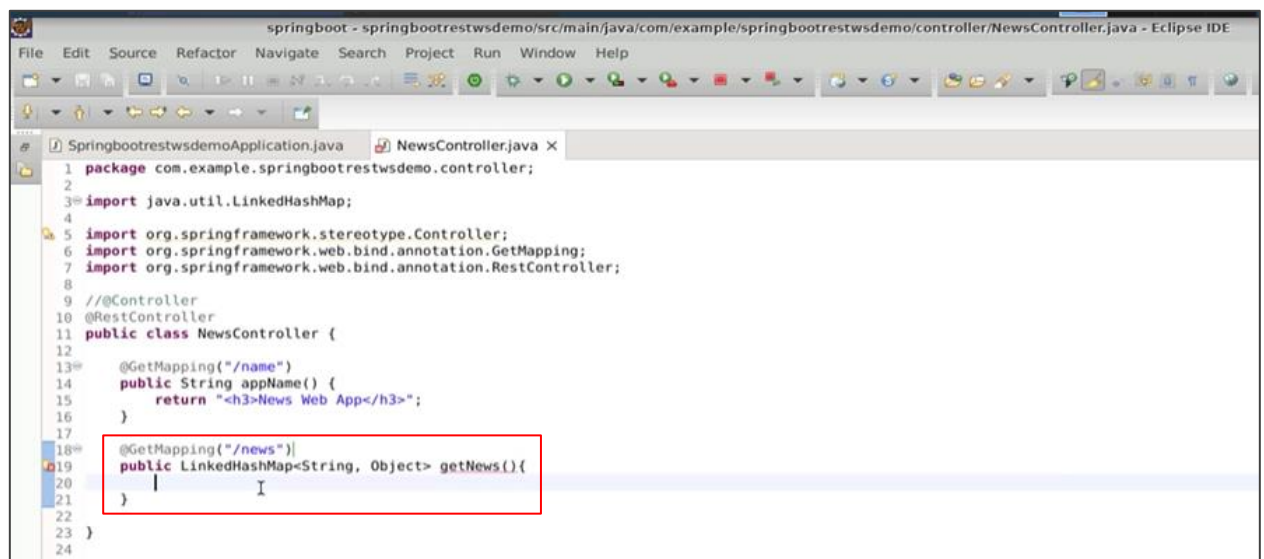 springboot - springbootrestwsdemo/src/main/java/com/example/springbootrestwsdemo/controller/NewsController.java - Eclipse IDE
File Edit Source Refactor Navigate Search Project Run Window Help
SpringbootrestwsdemoApplication.java NewsController.java
1 package com.example.springbootrestwsdemo.controller;
2
3 import java.util.LinkedHashMap;
4
5 import org.springframework.stereotype.Controller;
6 import org.springframework.web.bind.annotation.GetMapping;
7 import org.springframework.web.bind.annotation.RestController;
8
9 //@Controller
10 @RestController
11 public class NewsController {
12
13 @GetMapping("/name")
14 public String appName() {
15 return "<h3>News Web App</h3>";
16 }
17
18 @GetMapping("/news")
19 public LinkedHashMap<String, Object> getNews(){
20
21 }
22
23 }
24